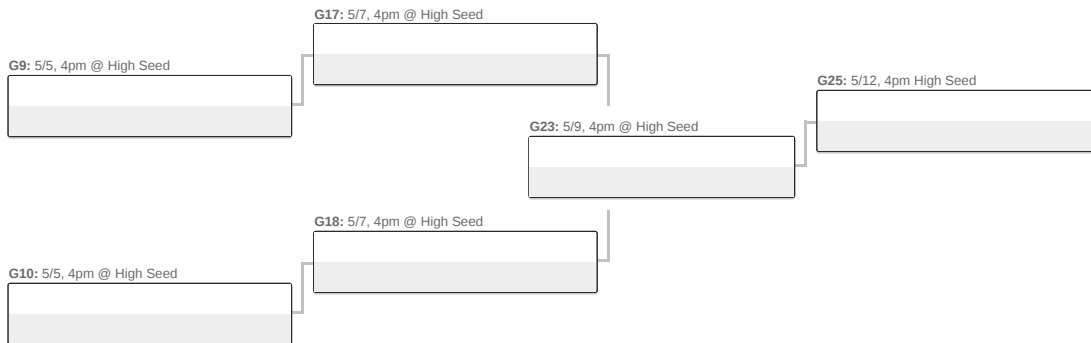 G17: 5/7, 4pm @ High Seed
G9: 5/5, 4pm @ High Seed
G25: 5/12, 4pm High Seed
G23: 5/9, 4pm @ High Seed
G18: 5/7, 4pm @ High Seed
G10: 5/5, 4pm @ High Seed